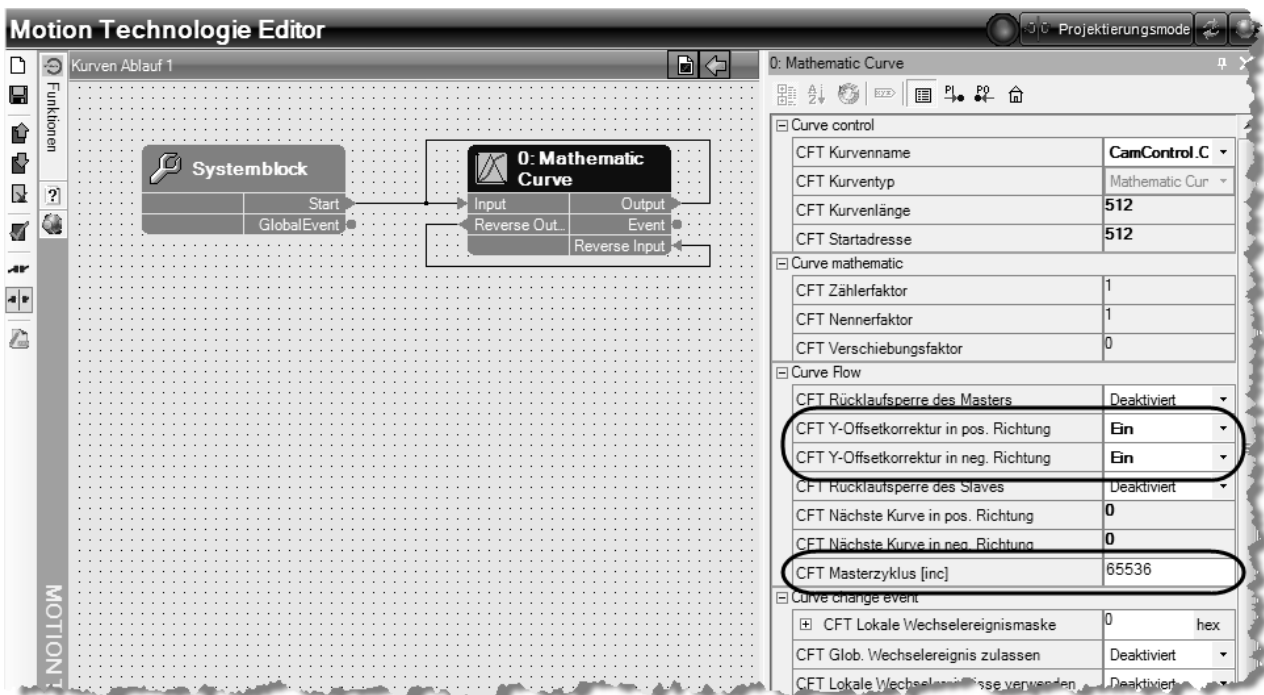 Motion Technologie Editor
Projektierungsmode
Kurven Ablauf 1
Funktionen
MOTION
Systemblock
Start
GlobalEvent
0: Mathematic
Curve
Input Output
Reverse Out... Event
Reverse Input
0: Mathematic Curve
Curve control
CFT Kurvenname CamControl.C
CFT Kurventyp Mathematic Cur
CFT Kurvenlänge 512
CFT Startadresse 512
Curve mathematic
CFT Zählerfaktor 1
CFT Nennerfaktor 1
CFT Verschiebungsfaktor 0
Curve Flow
CFT Rücklaufsperre des Masters Deaktiviert
CFT Y-Offsetkorrektur in pos. Richtung Ein
CFT Y-Offsetkorrektur in neg. Richtung Ein
CFT Rücklaufsperre des Slaves Deaktiviert
CFT Nächste Kurve in pos. Richtung 0
CFT Nächste Kurve in neg. Richtung 0
CFT Masterzyklus [inc] 65536
Curve change event
CFT Lokale Wechselereignismaske 0 hex
CFT Glob. Wechselereignis zulassen Deaktiviert
CFT Lokale verwenden Deaktiviert